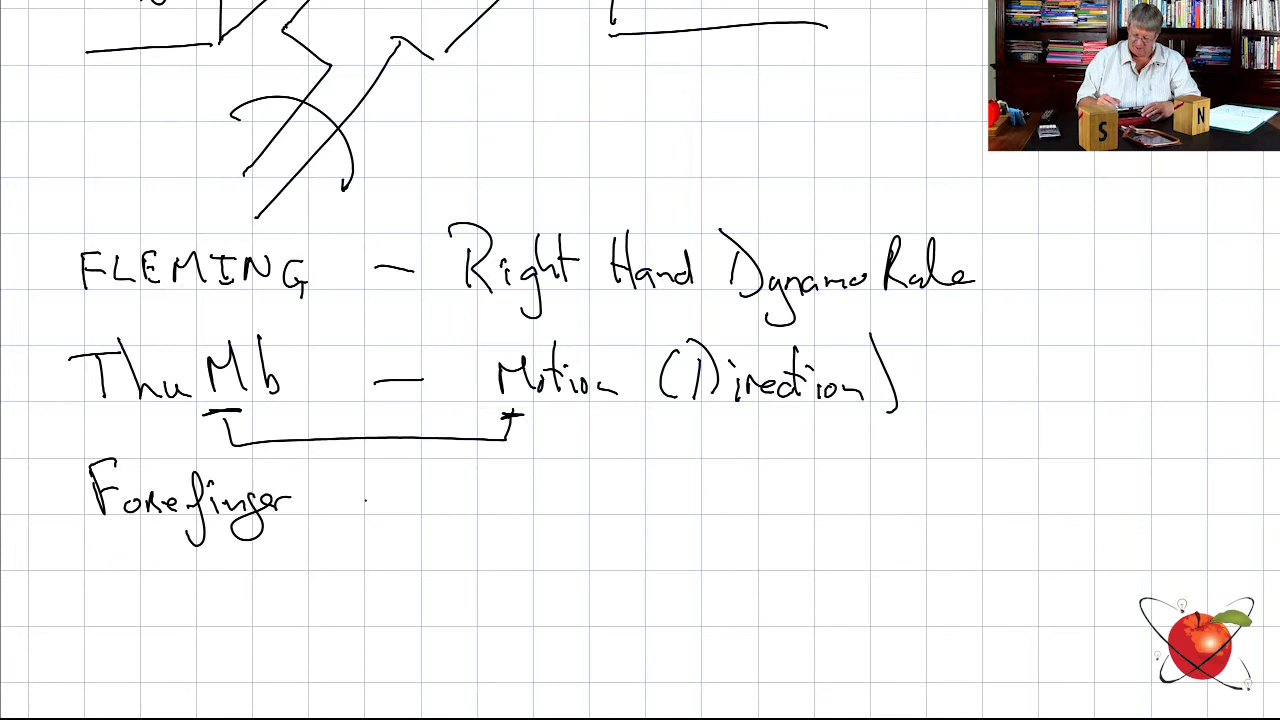 S N
FLEMING – Right Hand Dynamo Rule
ThuMb – Motion (Direction)
Forefinger